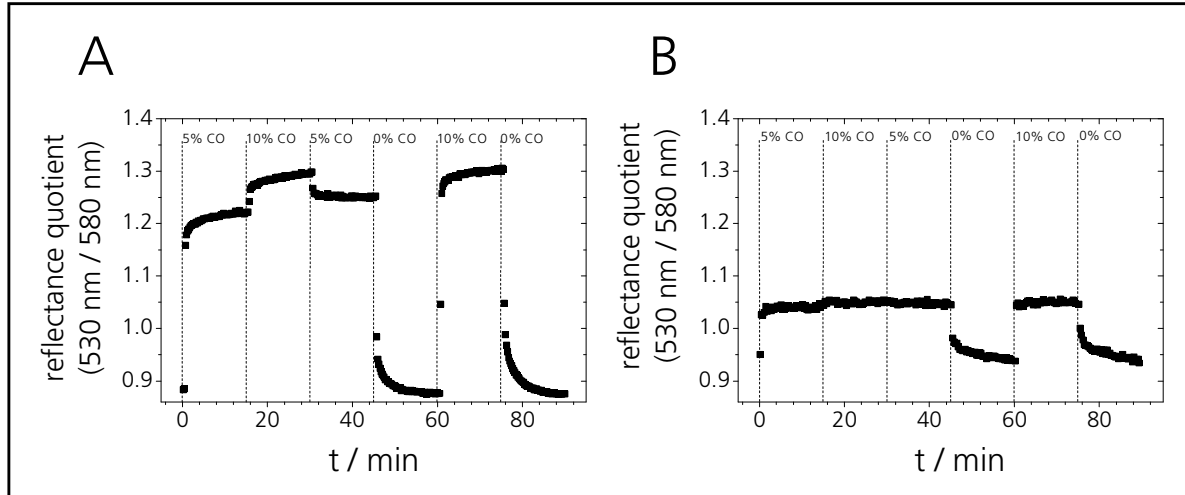 A
reflectance quotient
(530 nm / 580 nm)
1.4
1.3
1.2
1.1
1.0
0.9
5% CO 10% CO 5% CO 0% CO 10% CO 0% CO
0 20 40 60 80
t / min
B
reflectance quotient
(530 nm / 580 nm)
1.4
1.3
1.2
1.1
1.0
0.9
5% CO 10% CO 5% CO 0% CO 10% CO 0% CO
0 20 40 60 80
t / min